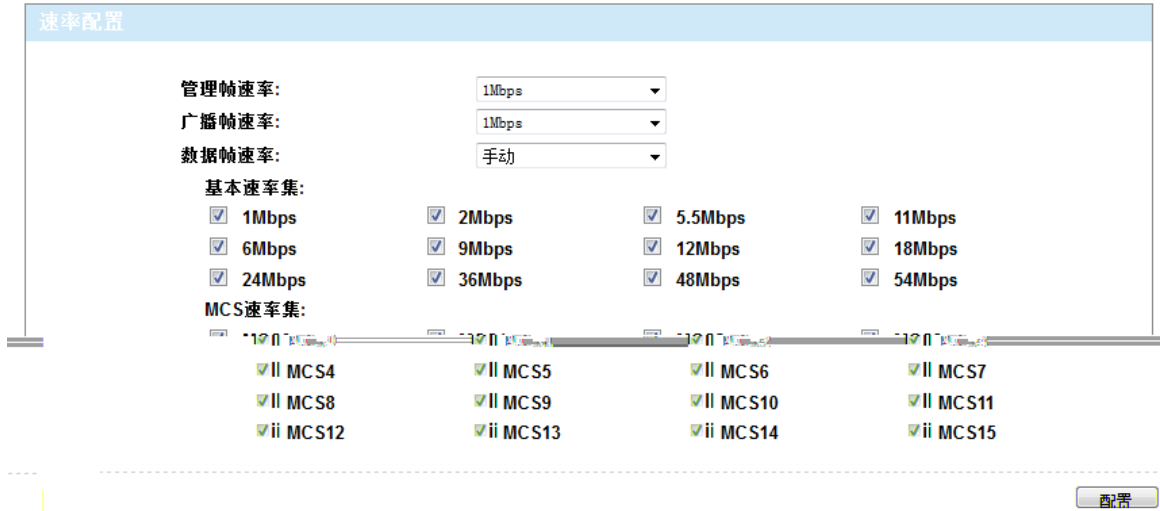 速率配置
管理帧速率: 1Mbps
广播帧速率: 1Mbps
数据帧速率: 手动
基本速率集:
1Mbps 2Mbps 5.5Mbps 11Mbps
6Mbps 9Mbps 12Mbps 18Mbps
24Mbps 36Mbps 48Mbps 54Mbps
MCS速率集:
MCS4 MCS5 MCS6 MCS7
MCS8 MCS9 MCS10 MCS11
MCS12 MCS13 MCS14 MCS15
配置